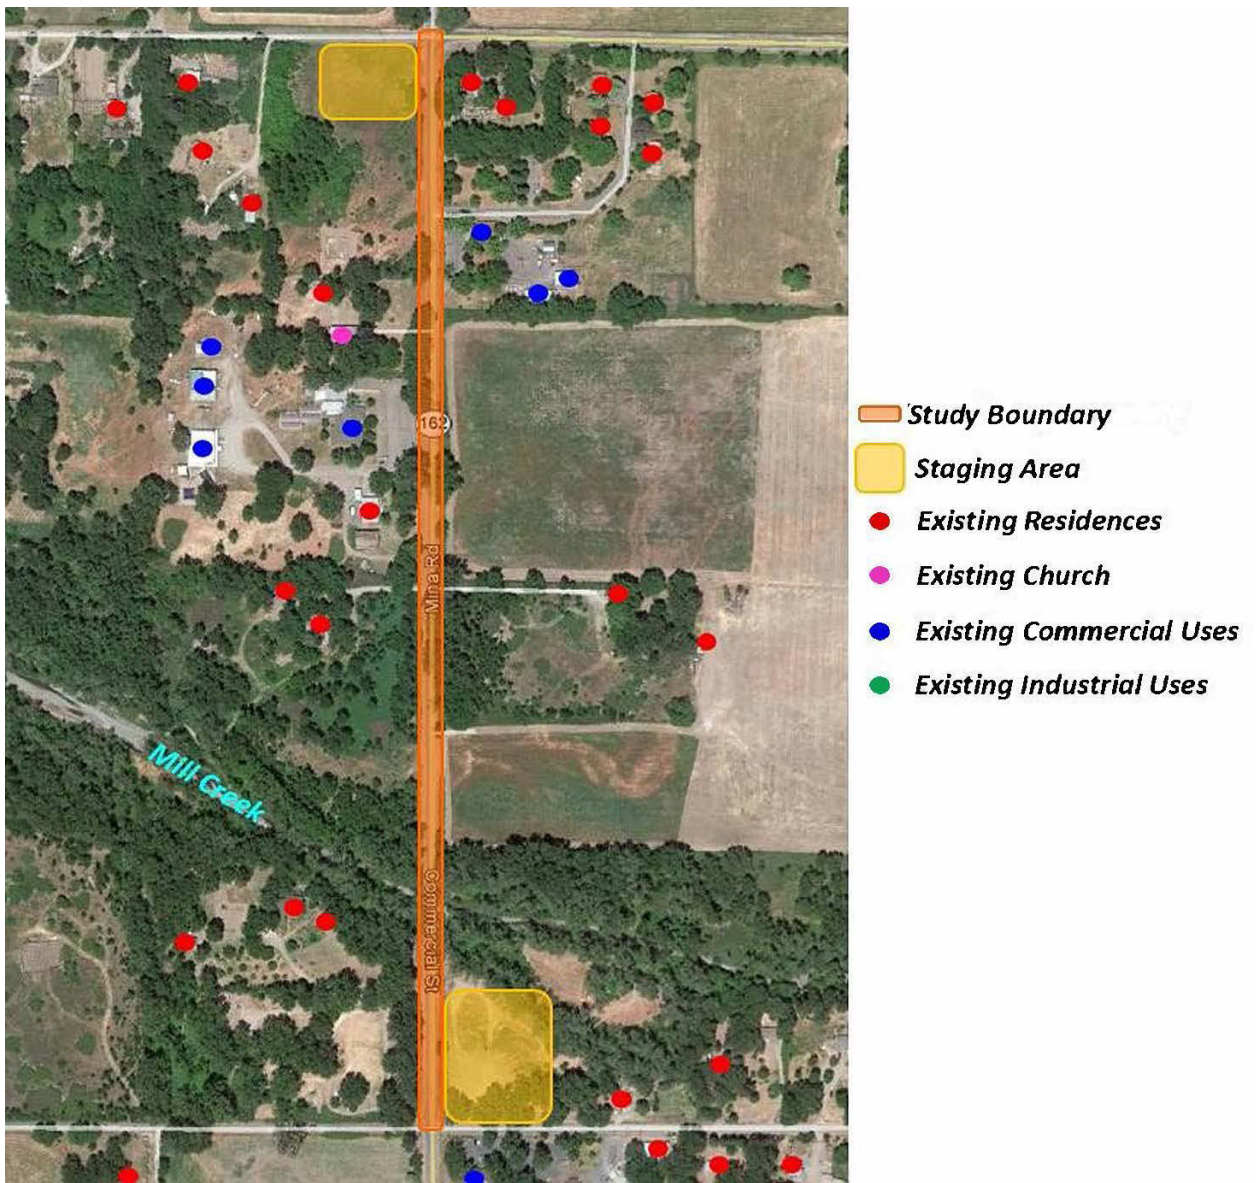 162
Mina Rd
Mill Creek
Commercial St
Study Boundary
Staging Area
Existing Residences
Existing Church
Existing Commercial Uses
Existing Industrial Uses